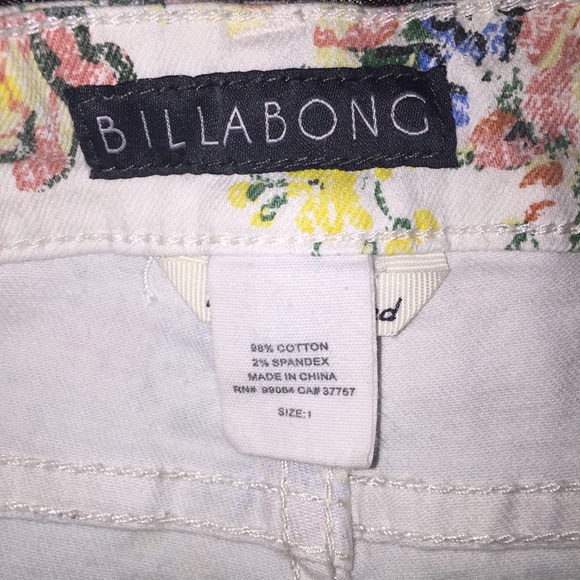 BILLABONG
98% COTTON
2% SPANDEX
MADE IN CHINA
RN# 99054 CA# 37757
SIZE: 1